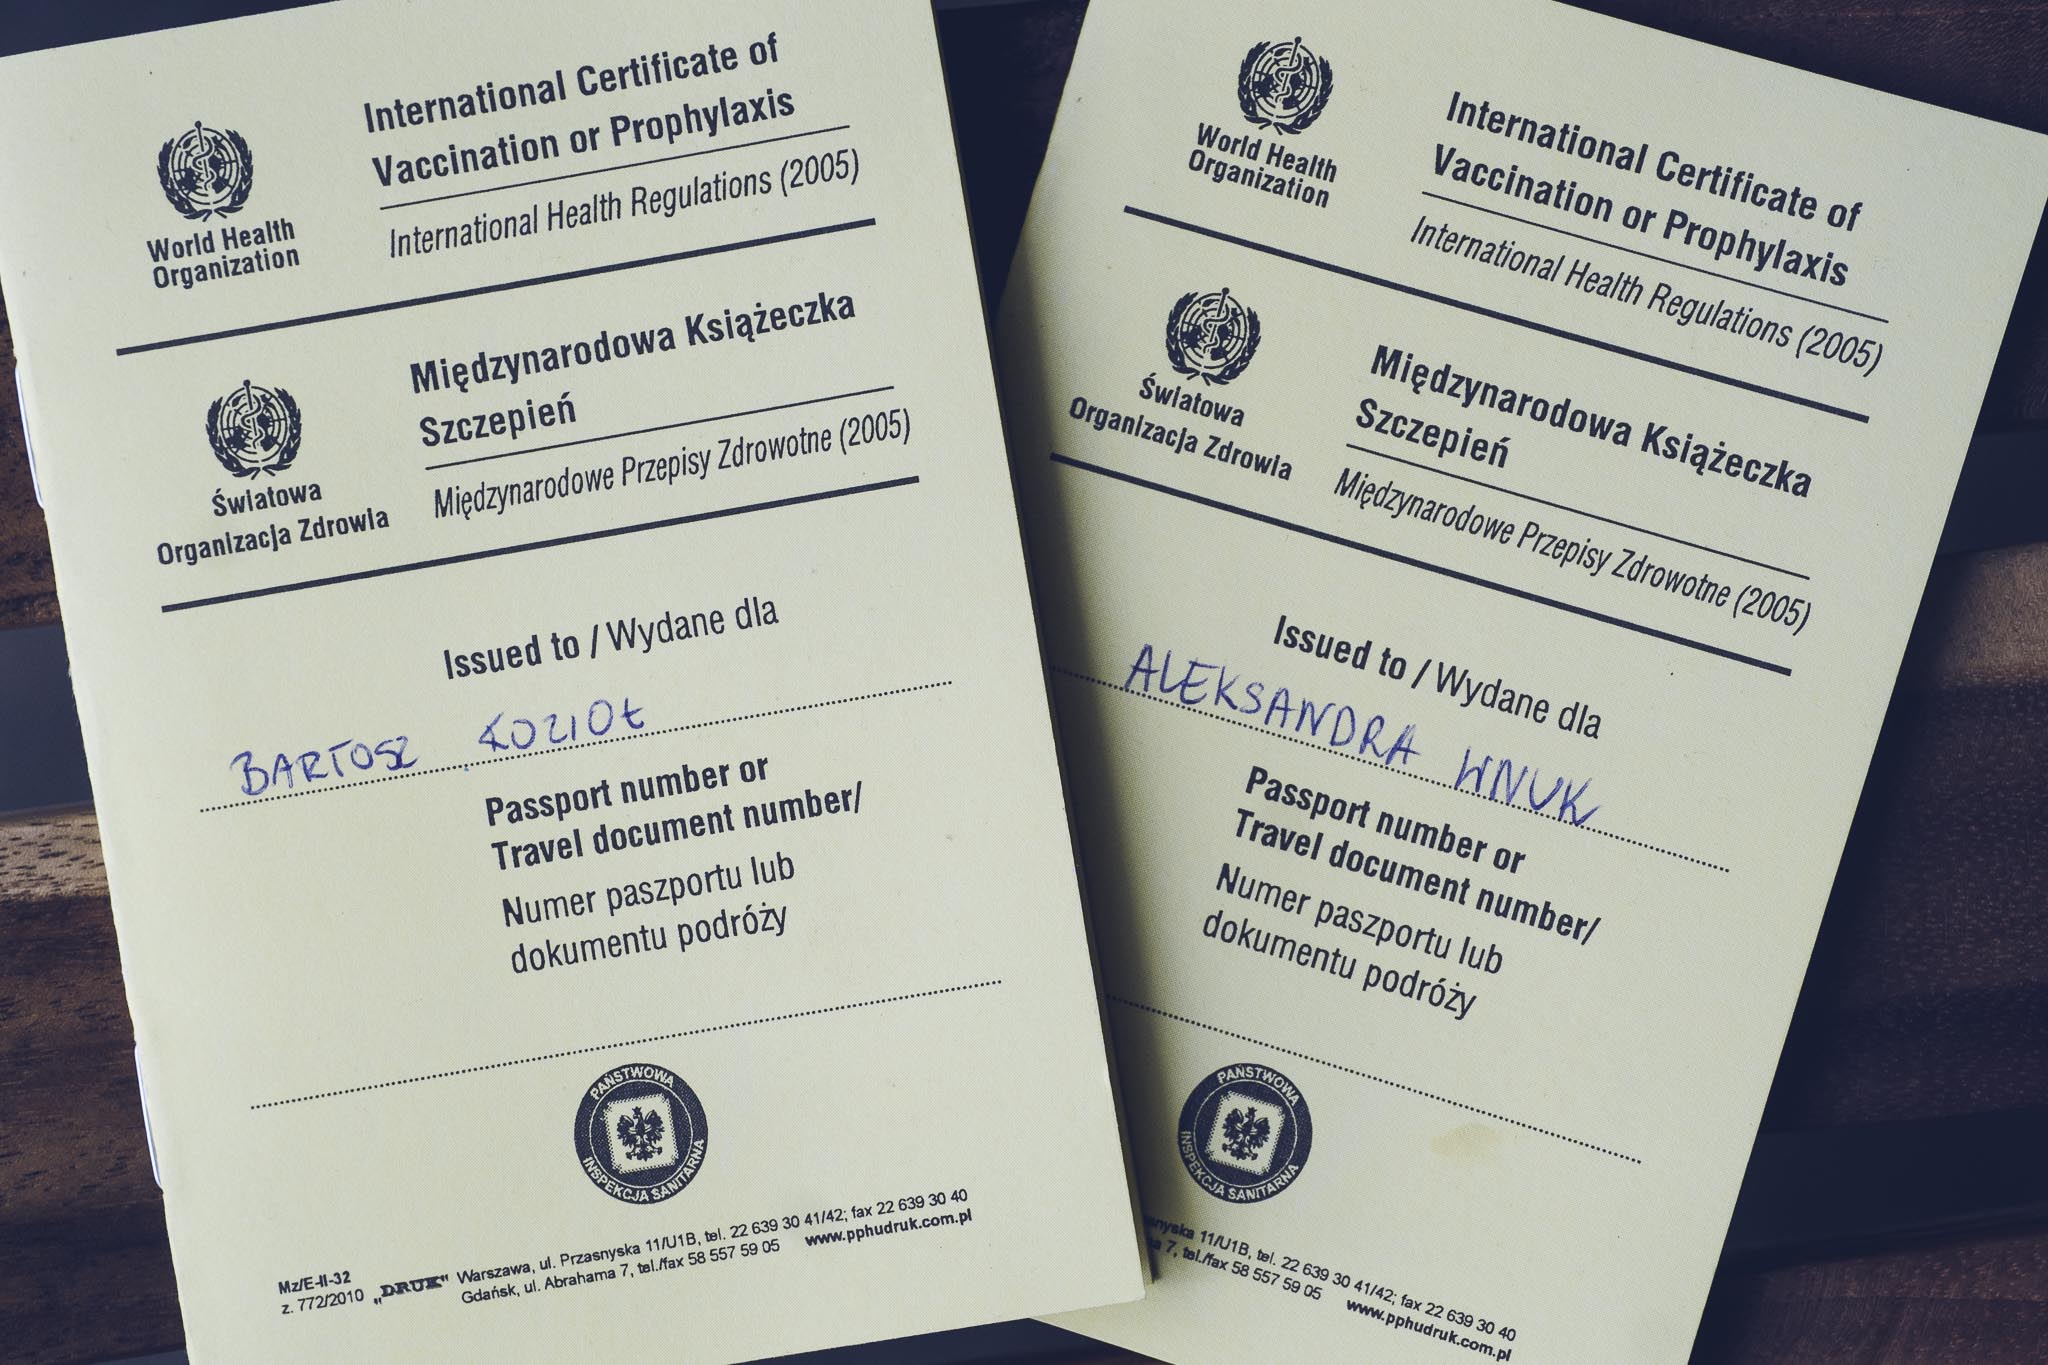 World Health
Organization
International Certificate of
Vaccination or Prophylaxis
International Health Regulations (2005)
Światowa
Organizacja Zdrowia
Międzynarodowa Książeczka
Szczepień
Międzynarodowe Przepisy Zdrowotne (2005)
Issued to / Wydane dla
BARTOSZ KOZIOŁ
Passport number or
Travel document number/
Numer paszportu lub
dokumentu podróży
PAŃSTWOWA
INSPEKCJA SANITARNA
Mz/E-II-32
z. 772/2010
„DRUK"
Warszawa, ul. Przasnyska 11/U1B, tel. 22 639 30 41/42; fax 22 639 30 40
Gdańsk, ul. Abrahama 7, tel./fax 58 557 59 05 www.pphudruk.com.pl
World Health
Organization
International Certificate of
Vaccination or Prophylaxis
International Health Regulations (2005)
Światowa
Organizacja Zdrowia
Międzynarodowa Książeczka
Szczepień
Międzynarodowe Przepisy Zdrowotne (2005)
Issued to / Wydane dla
ALEKSANDRA WNUK
Passport number or
Travel document number/
Numer paszportu lub
dokumentu podróży
PAŃSTWOWA
INSPEKCJA SANITARNA
11/U1B, tel. 22 639 30 41/42; fax 22 639 30 40
7, tel./fax 58 557 59 05 www.pphudruk.com.pl